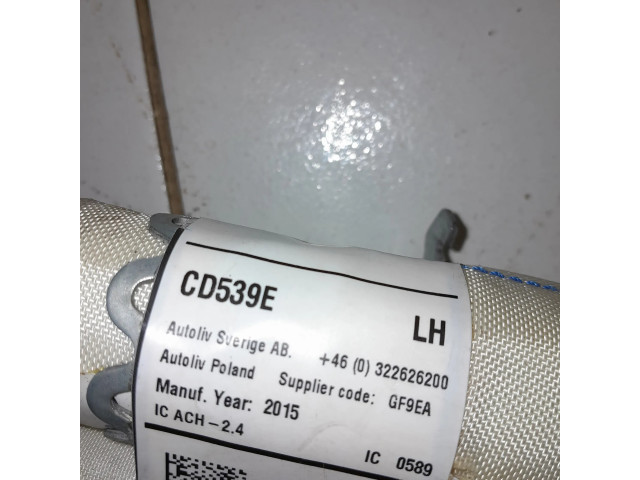 CD539E
LH
Autoliv Sverige AB. +46 (0) 322626200
Autoliv Poland Supplier code: GF9EA
Manuf. Year: 2015
IC ACH-2.4
IC 0589